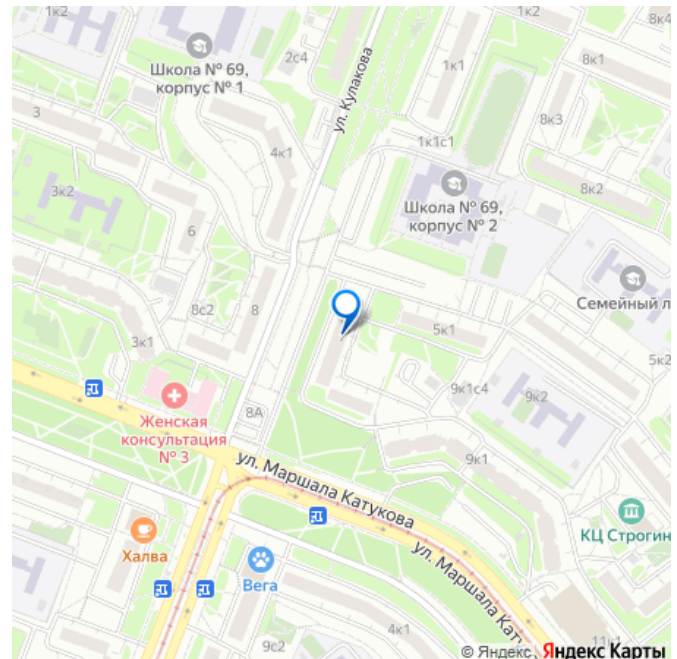 1к2
1к2
8к4
Школа № 69,
корпус № 1
2с4
ул. Кулакова
1к1
8к1
3
4к1
1к1с1
8к3
3к2
Школа № 69,
корпус № 2
8к2
6
Семейный л
8с2
8
5к1
3к1
5к2
8А
9к1с4
9к2
Женская
консультация
№ 3
9к1
ул. Маршала Катукова
КЦ Строгин
Халва
ул. Маршала Кату
Вега
4к1
11к1
9с2
© Яндекс Яндекс Карты